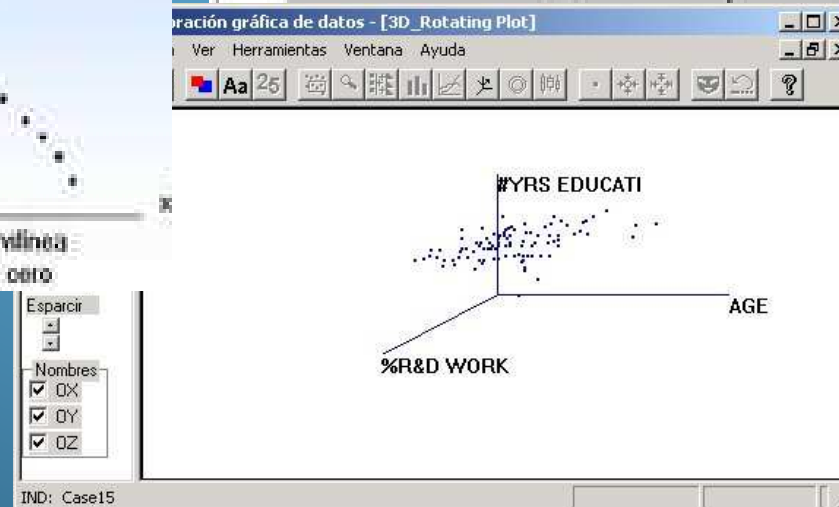 oración gráfica de datos - [3D_Rotating Plot]
Ver Herramientas Ventana Ayuda
Aa 25
#YRS EDUCATI
AGE
%R&D WORK
cero
Esparcir
Nombres
OX
OY
OZ
IND: Case15